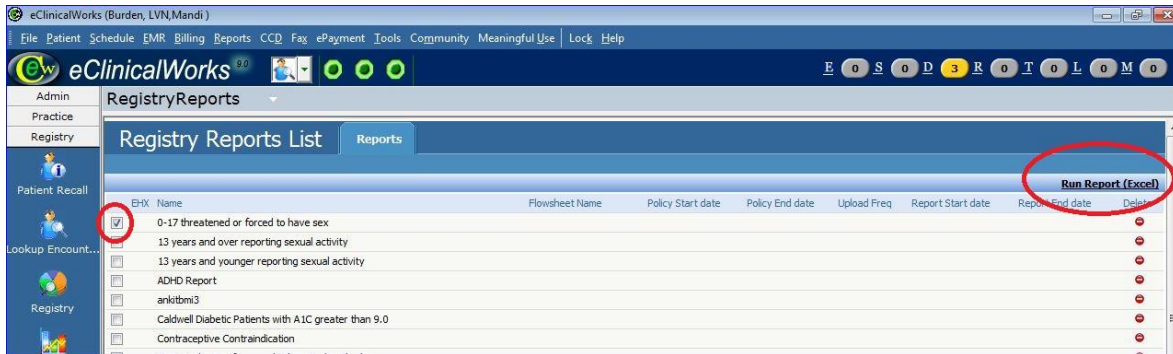 eClinicalWorks (Burden, LVN,Mandi )
File Patient Schedule EMR Billing Reports CCD Fax ePayment Tools Community Meaningful Use Lock Help
eCW eClinicalWorks 9.0 E 0 S 0 D 3 R 0 T 0 L 0 M 0
Admin
Practice
Registry
Patient Recall
Lookup Encount...
Registry
RegistryReports
Registry Reports List Reports
Run Report (Excel)
EHX Name Flowsheet Name Policy Start date Policy End date Upload Freq Report Start date Report End date Delete
0-17 threatened or forced to have sex
13 years and over reporting sexual activity
13 years and younger reporting sexual activity
ADHD Report
ankitbmi3
Caldwell Diabetic Patients with A1C greater than 9.0
Contraceptive Contraindication